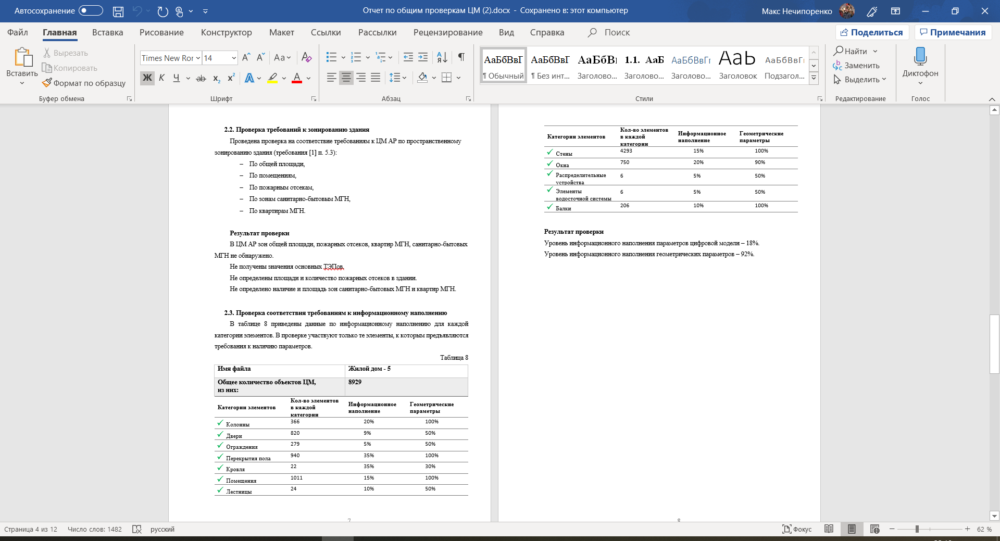 Автосохранение
Отчет по общим проверкам ЦМ (2).docx - Сохранено в: этот компьютер
Макс Нечипоренко
Файл Главная Вставка Рисование Конструктор Макет Ссылки Рассылки Рецензирование Вид Справка Поиск
Поделиться Примечания
Вставить
Вырезать
Копировать
Формат по образцу
Буфер обмена
Times New Ror 14
Шрифт
Абзац
АаБбВвГ АаБбВвГ АаБбВ 1.1. АаБ АаБбВвГг АаЬ АаБбВвГг
¶ Обычный ¶ Без инт... Заголово... Заголово... Заголово... Заголовок Подзагол...
Стили
Найти
Заменить
Выделить
Редактирование
Диктофон
Голос
2.2. Проверка требований к зонированию здания
Проведена проверка на соответствие требованиям к ЦМ АР по пространственному
зонированию здания (требования [1] п. 5.3):
– По общей площади,
– По помещениям,
– По пожарным отсекам,
– По зонам санитарно-бытовым МГН,
– По квартирам МГН.
Результат проверки
В ЦМ АР зон общей площади, пожарных отсеков, квартир МГН, санитарно-бытовых
МГН не обнаружено.
Не получены значения основных ТЭПов.
Не определены площади и количество пожарных отсеков в здании.
Не определено наличие и площадь зон санитарно-бытовых МГН и квартир МГН.
2.3. Проверка соответствия требованиям к информационному наполнению
В таблице 8 приведены данные по информационному наполнению для каждой
категории элементов. В проверке участвуют только те элементы, к которым предъявляются
требования к наличию параметров.
Таблица 8
Имя файла Жилой дом - 5
Общее количество объектов ЦМ, 8929
из них:
Категории элементов Кол-во элементов в каждой категории Информационное наполнение Геометрические параметры
Колонны 366 20% 100%
Двери 820 9% 50%
Ограждения 279 5% 50%
Перекрытия пола 940 35% 100%
Кровля 22 35% 30%
Помещения 1011 15% 100%
Лестницы 24 10% 50%
7
Категории элементов Кол-во элементов в каждой категории Информационное наполнение Геометрические параметры
Стены 4293 15% 100%
Окна 750 20% 90%
Распределительные устройства 6 5% 50%
Элементы водосточной системы 6 5% 50%
Балки 206 10% 100%
Результат проверки
Уровень информационного наполнения параметров цифровой модели – 18%.
Уровень информационного наполнения геометрических параметров – 92%.
8
Страница 4 из 12 Число слов: 1482 русский
Фокус 62 %